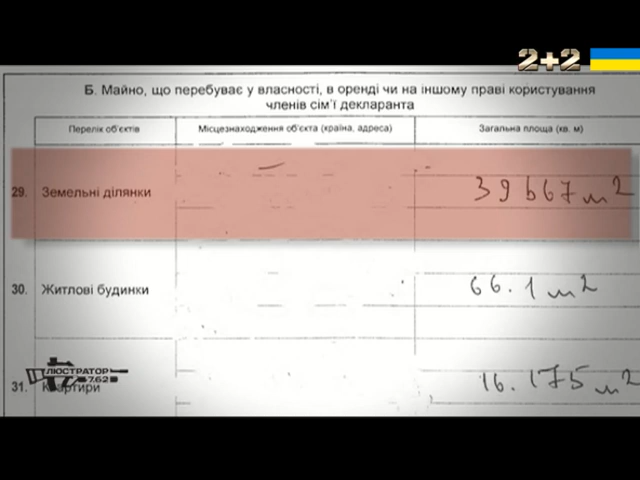 2+2
Б. Майно, що перебуває у власності, в оренді чи на іншому праві користування
членів сім'ї декларанта
Перелік об'єктів Місцезнаходження об'єкта (країна, адреса) Загальна площа (кв. м)
29. Земельні ділянки 39667 м2
30. Житлові будинки 66.1 м2
ЛЮСТРАТОР
7.62
31. Квартири 16.175 м2